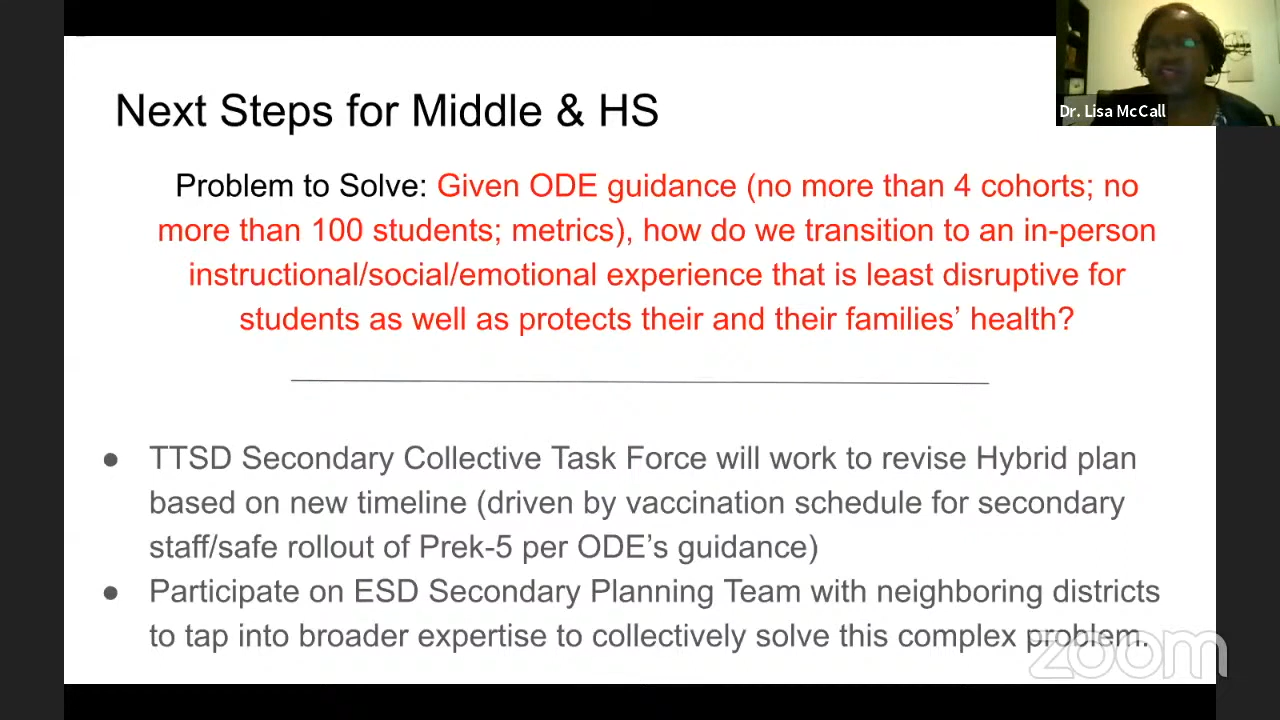 Next Steps for Middle & HS
Dr. Lisa McCall
Problem to Solve: Given ODE guidance (no more than 4 cohorts; no
more than 100 students; metrics), how do we transition to an in-person
instructional/social/emotional experience that is least disruptive for
students as well as protects their and their families’ health?
● TTSD Secondary Collective Task Force will work to revise Hybrid plan
based on new timeline (driven by vaccination schedule for secondary
staff/safe rollout of Prek-5 per ODE’s guidance)
● Participate on ESD Secondary Planning Team with neighboring districts
to tap into broader expertise to collectively solve this complex problem.
zoom